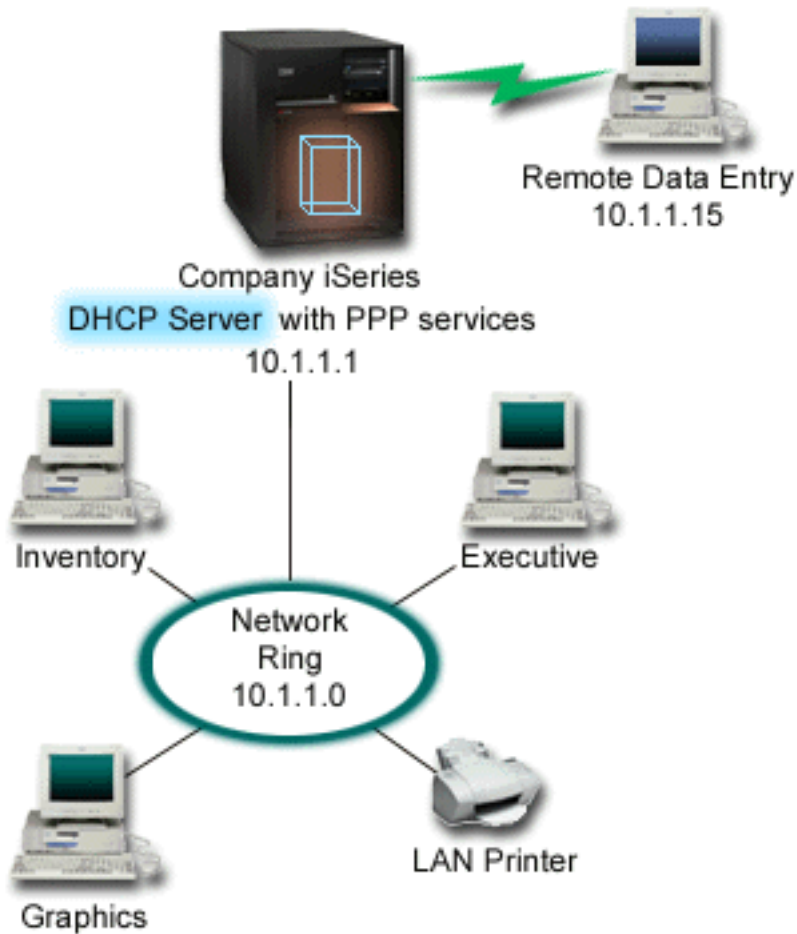 Remote Data Entry
10.1.1.15
Company iSeries
DHCP Server with PPP services
10.1.1.1
Inventory
Executive
Network
Ring
10.1.1.0
LAN Printer
Graphics